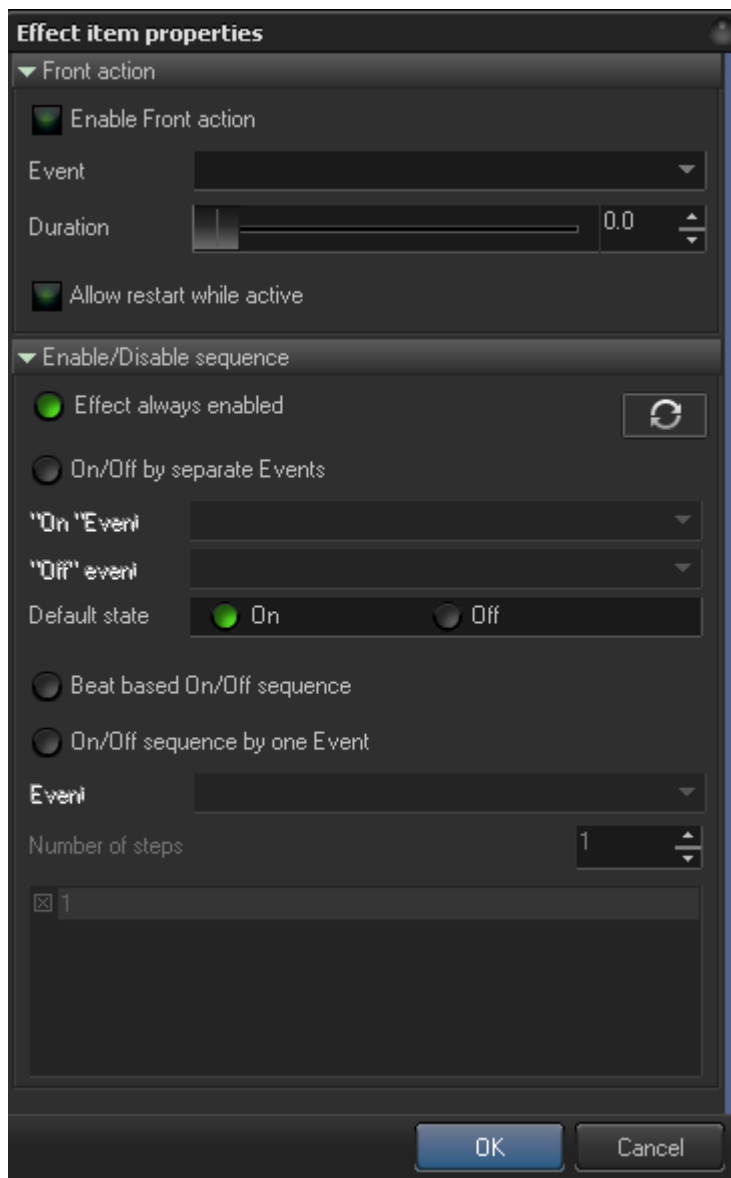 Effect item properties
Front action
Enable Front action
Event
Duration 0.0
Allow restart while active
Enable/Disable sequence
Effect always enabled
On/Off by separate Events
"On "Event
"Off" event
Default state On Off
Beat based On/Off sequence
On/Off sequence by one Event
Event
Number of steps 1
1
OK Cancel